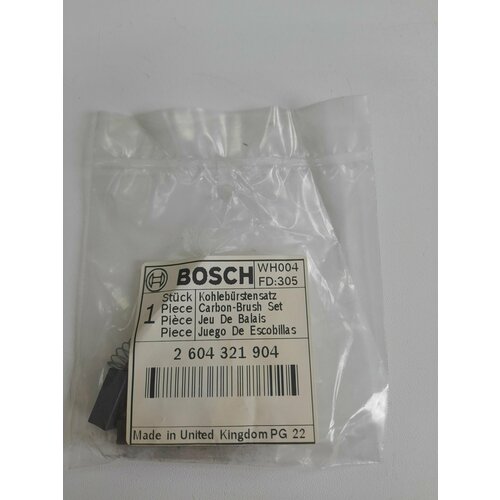 BOSCH WH004
FD:305
1 Stück Kohlebürstensatz
Piece Carbon-Brush Set
Pièce Jeu De Balais
Piece Juego De Escobillas
2 604 321 904
Made in United Kingdom PG 22